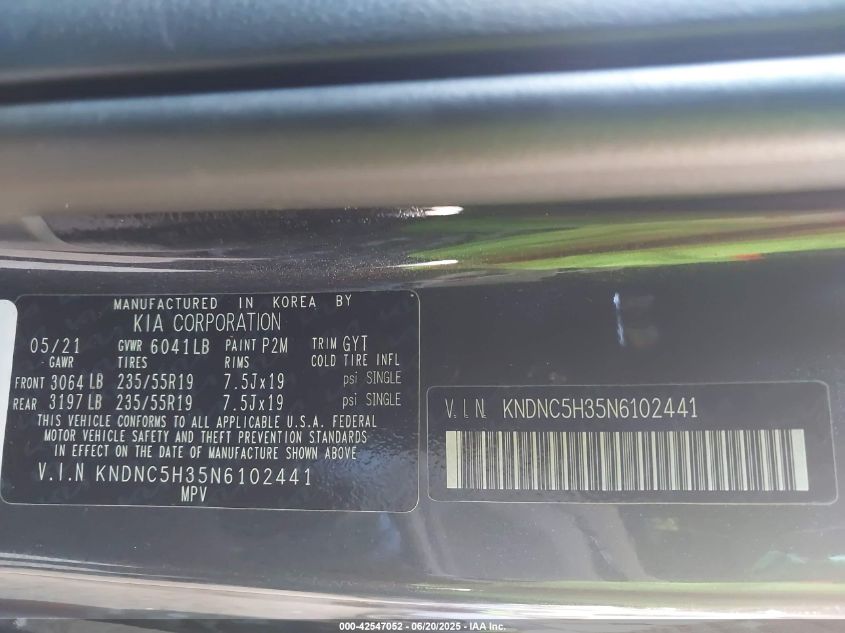 MANUFACTURED IN KOREA BY
KIA CORPORATION
05/21 GVWR 6041LB PAINT P2M TRIM GYT
GAWR TIRES RIMS COLD TIRE INFL
FRONT 3064 LB 235/55R19 7.5Jx19 psi SINGLE
REAR 3197 LB 235/55R19 7.5Jx19 psi SINGLE
THIS VEHICLE CONFORMS TO ALL APPLICABLE U.S.A. FEDERAL
MOTOR VEHICLE SAFETY AND THEFT PREVENTION STANDARDS
IN EFFECT ON THE DATE OF MANUFACTURE SHOWN ABOVE
V.I.N KNDNC5H35N6102441
MPV
V.I.N. KNDNC5H35N6102441
000-42547052 - 06/20/2025 - IAA Inc.